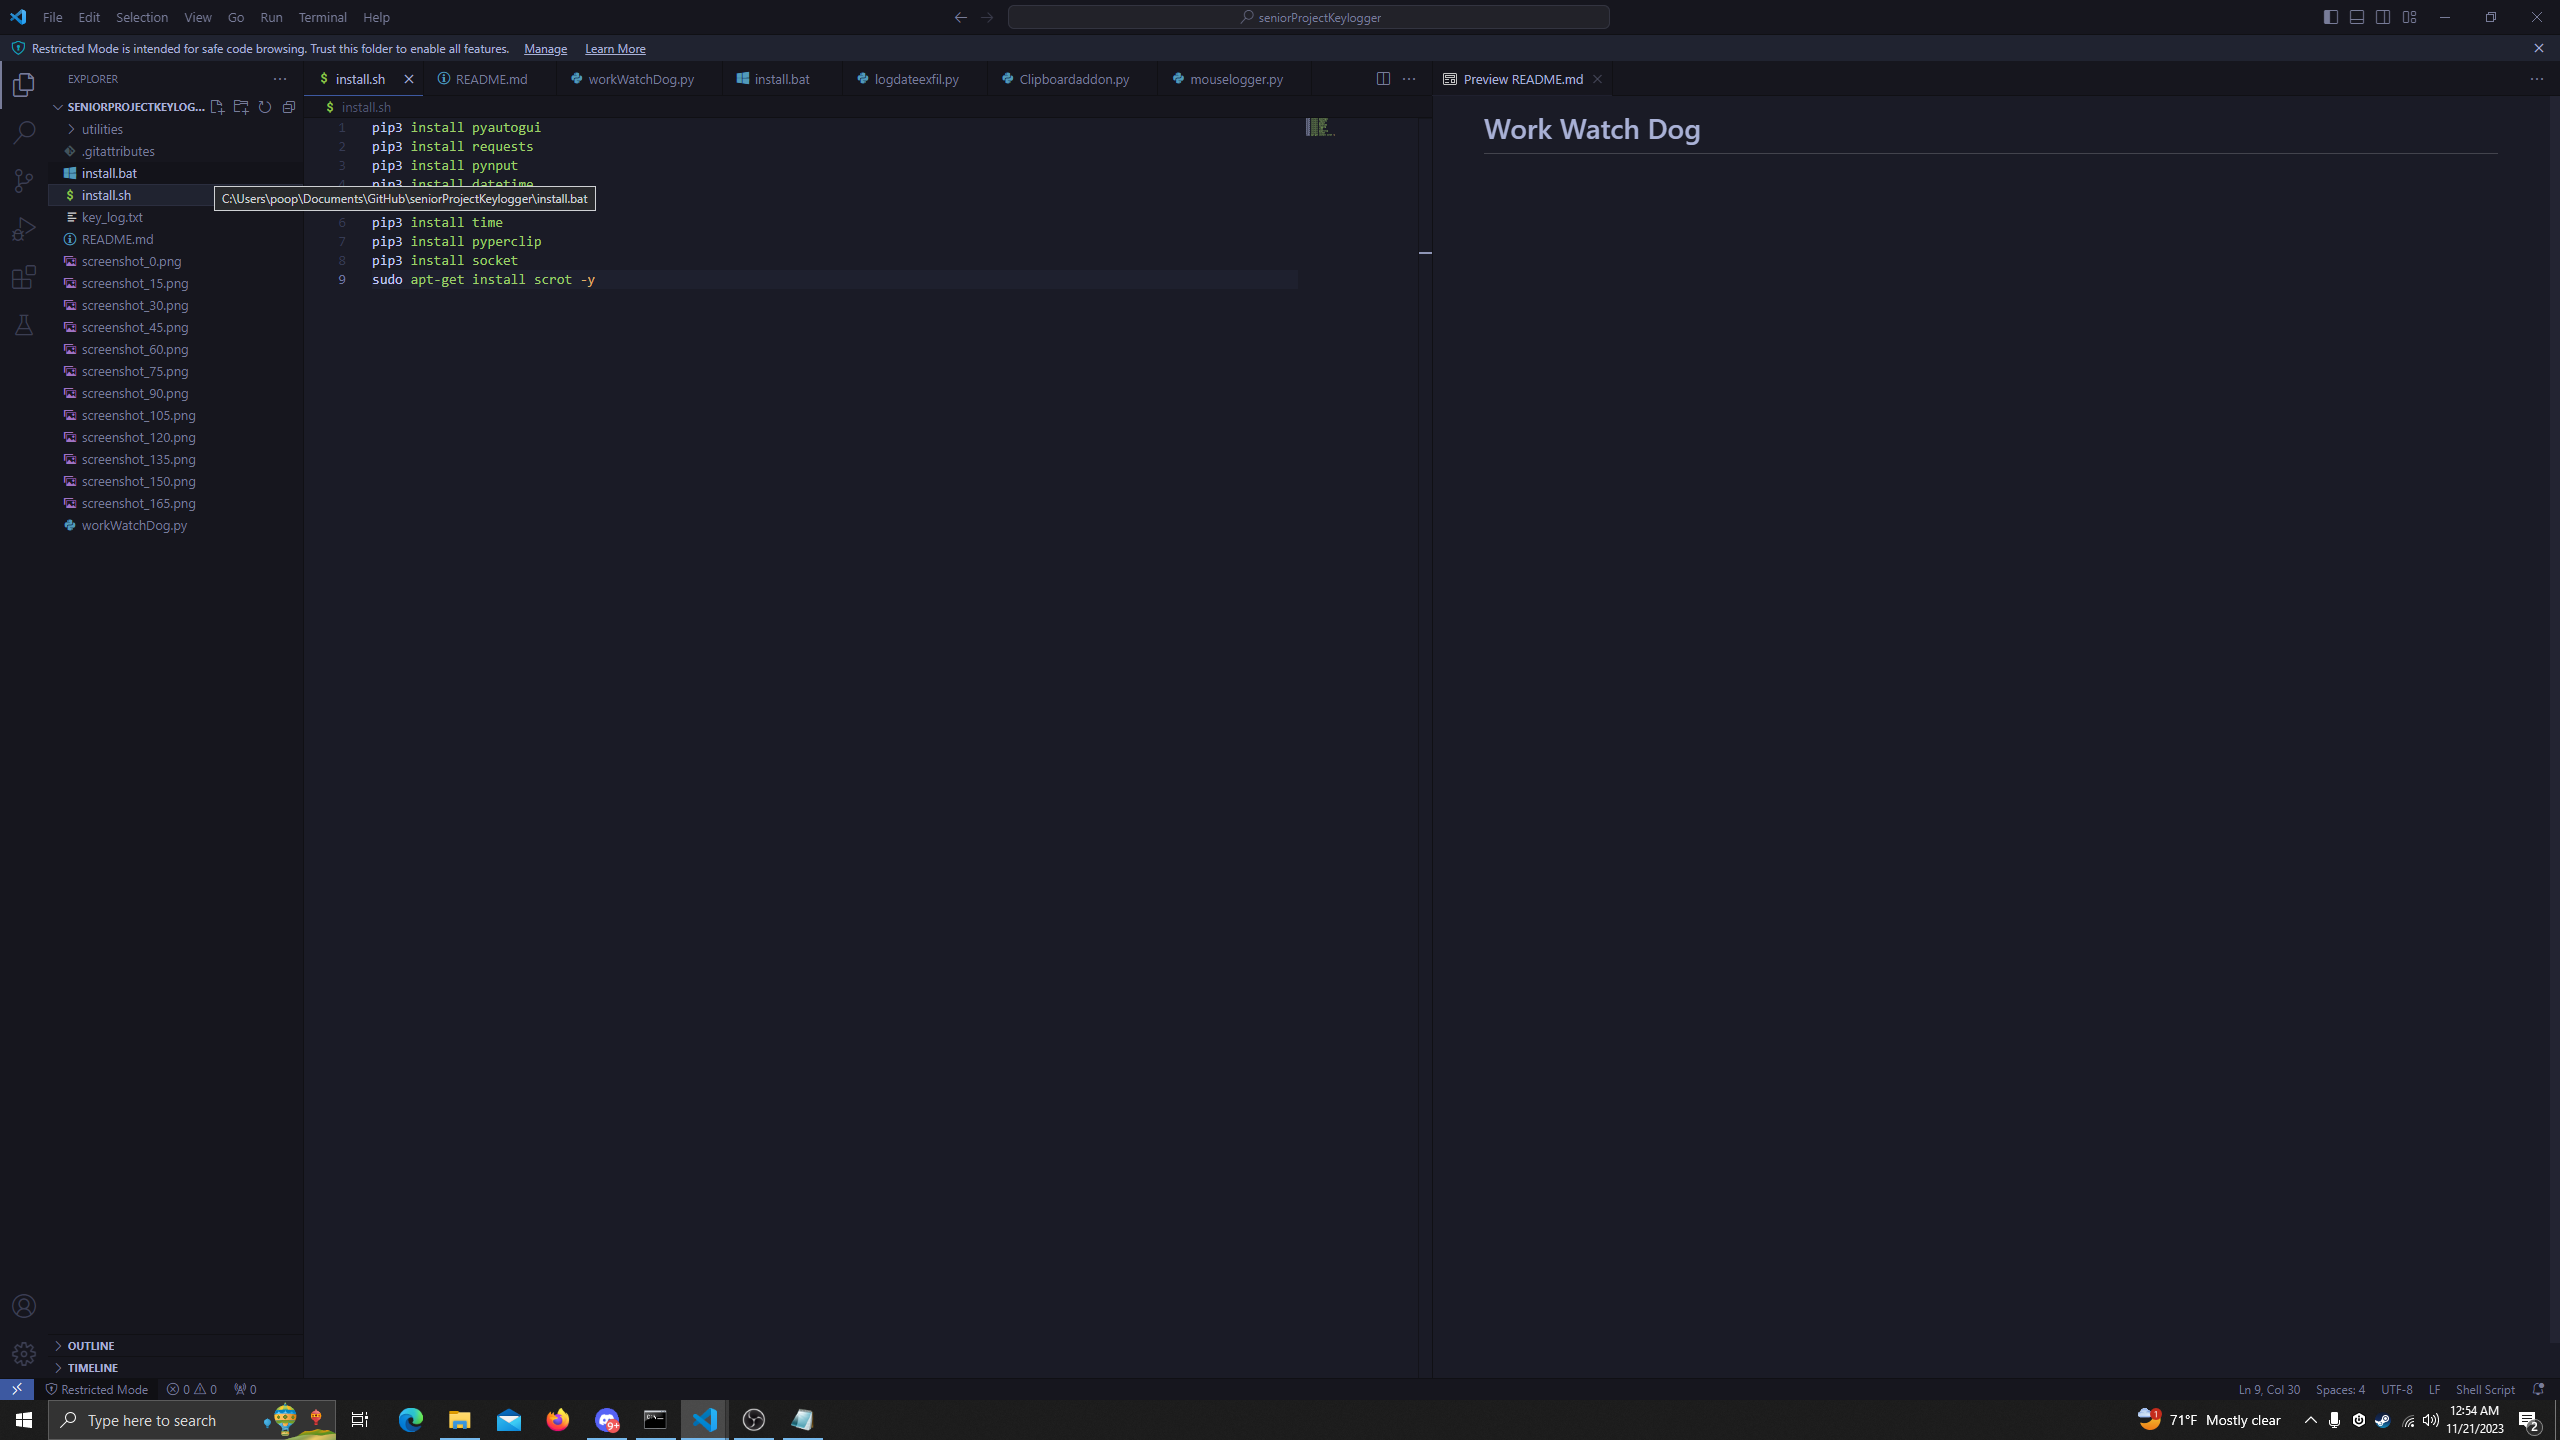 File Edit Selection View Go Run Terminal Help
seniorProjectKeylogger
Restricted Mode is intended for safe code browsing. Trust this folder to enable all features. Manage Learn More
EXPLORER
SENIORPROJECTKEYLOG...
utilities
.gitattributes
install.bat
install.sh
key_log.txt
README.md
screenshot_0.png
screenshot_15.png
screenshot_30.png
screenshot_45.png
screenshot_60.png
screenshot_75.png
screenshot_90.png
screenshot_105.png
screenshot_120.png
screenshot_135.png
screenshot_150.png
screenshot_165.png
workWatchDog.py
OUTLINE
TIMELINE
install.sh README.md workWatchDog.py install.bat logdateexfil.py Clipboardaddon.py mouselogger.py
install.sh
1 pip3 install pyautogui
2 pip3 install requests
3 pip3 install pynput
4 pip3 install datetime
C:\Users\poop\Documents\GitHub\seniorProjectKeylogger\install.bat
6 pip3 install time
7 pip3 install pyperclip
8 pip3 install socket
9 sudo apt-get install scrot -y
Preview README.md
Work Watch Dog
Restricted Mode 0 0 0
Ln 9, Col 30 Spaces: 4 UTF-8 LF Shell Script
Type here to search
9+
1
71°F Mostly clear
12:54 AM
11/21/2023
2